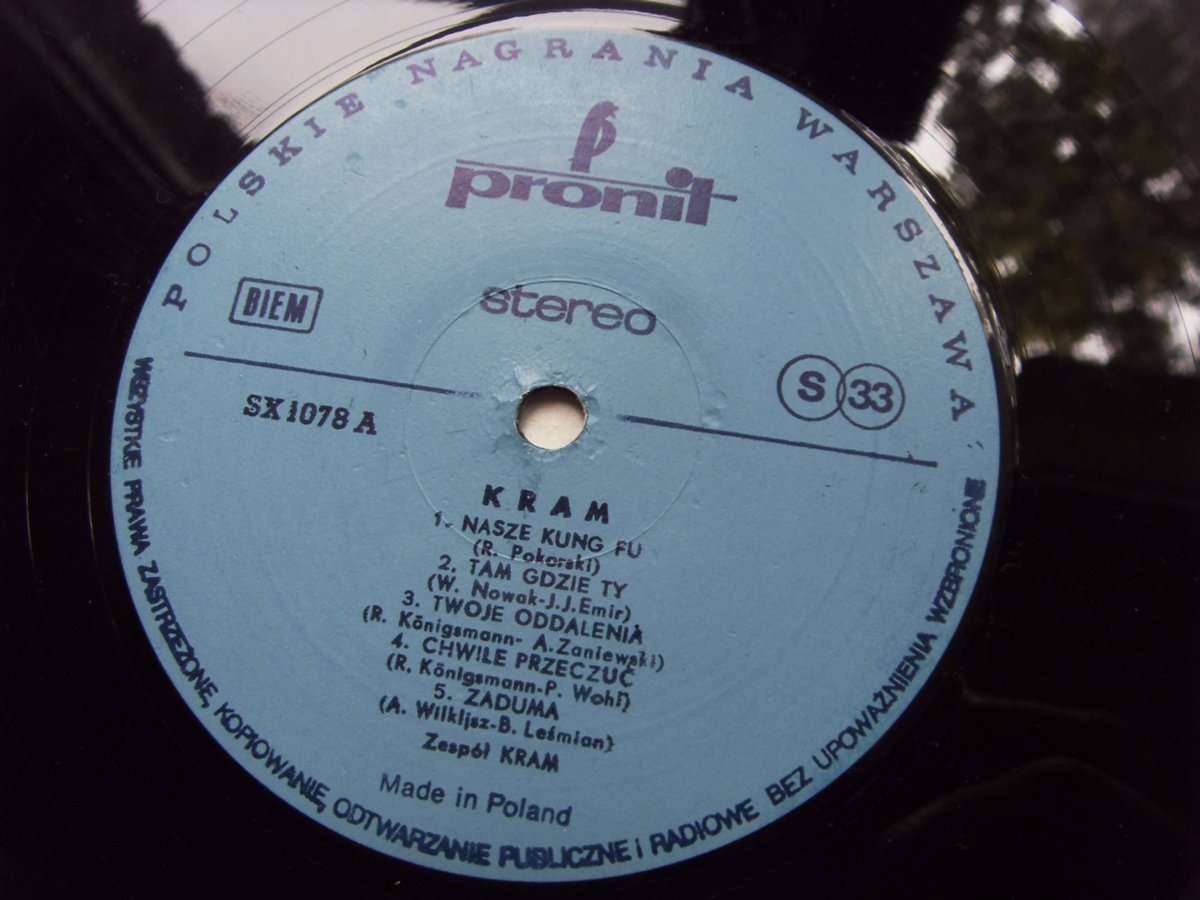 POLSKIE NAGRANIA WARSZAWA
pronit
stereo
BIEM
S 33
SX 1078 A
KRAM
1. NASZE KUNG FU
(R. Pokorski)
2. TAM GDZIE TY
(W. Nowak-J.J.Emir)
3. TWOJE ODDALENIA
(R. Königsmann- A.Zaniewski)
4. CHWILE PRZECZUĆ
(R. Königsmann-P. Wohl)
5. ZADUMA
(A. Wilkljsz-B. Leśmian)
Zespół KRAM
Made in Poland
WSZYSTKIE PRAWA ZASTRZEŻONE, KOPIOWANIE, ODTWARZANIE PUBLICZNE i RADIOWE BEZ UPOWAŻNIENIA WZBRONIONE